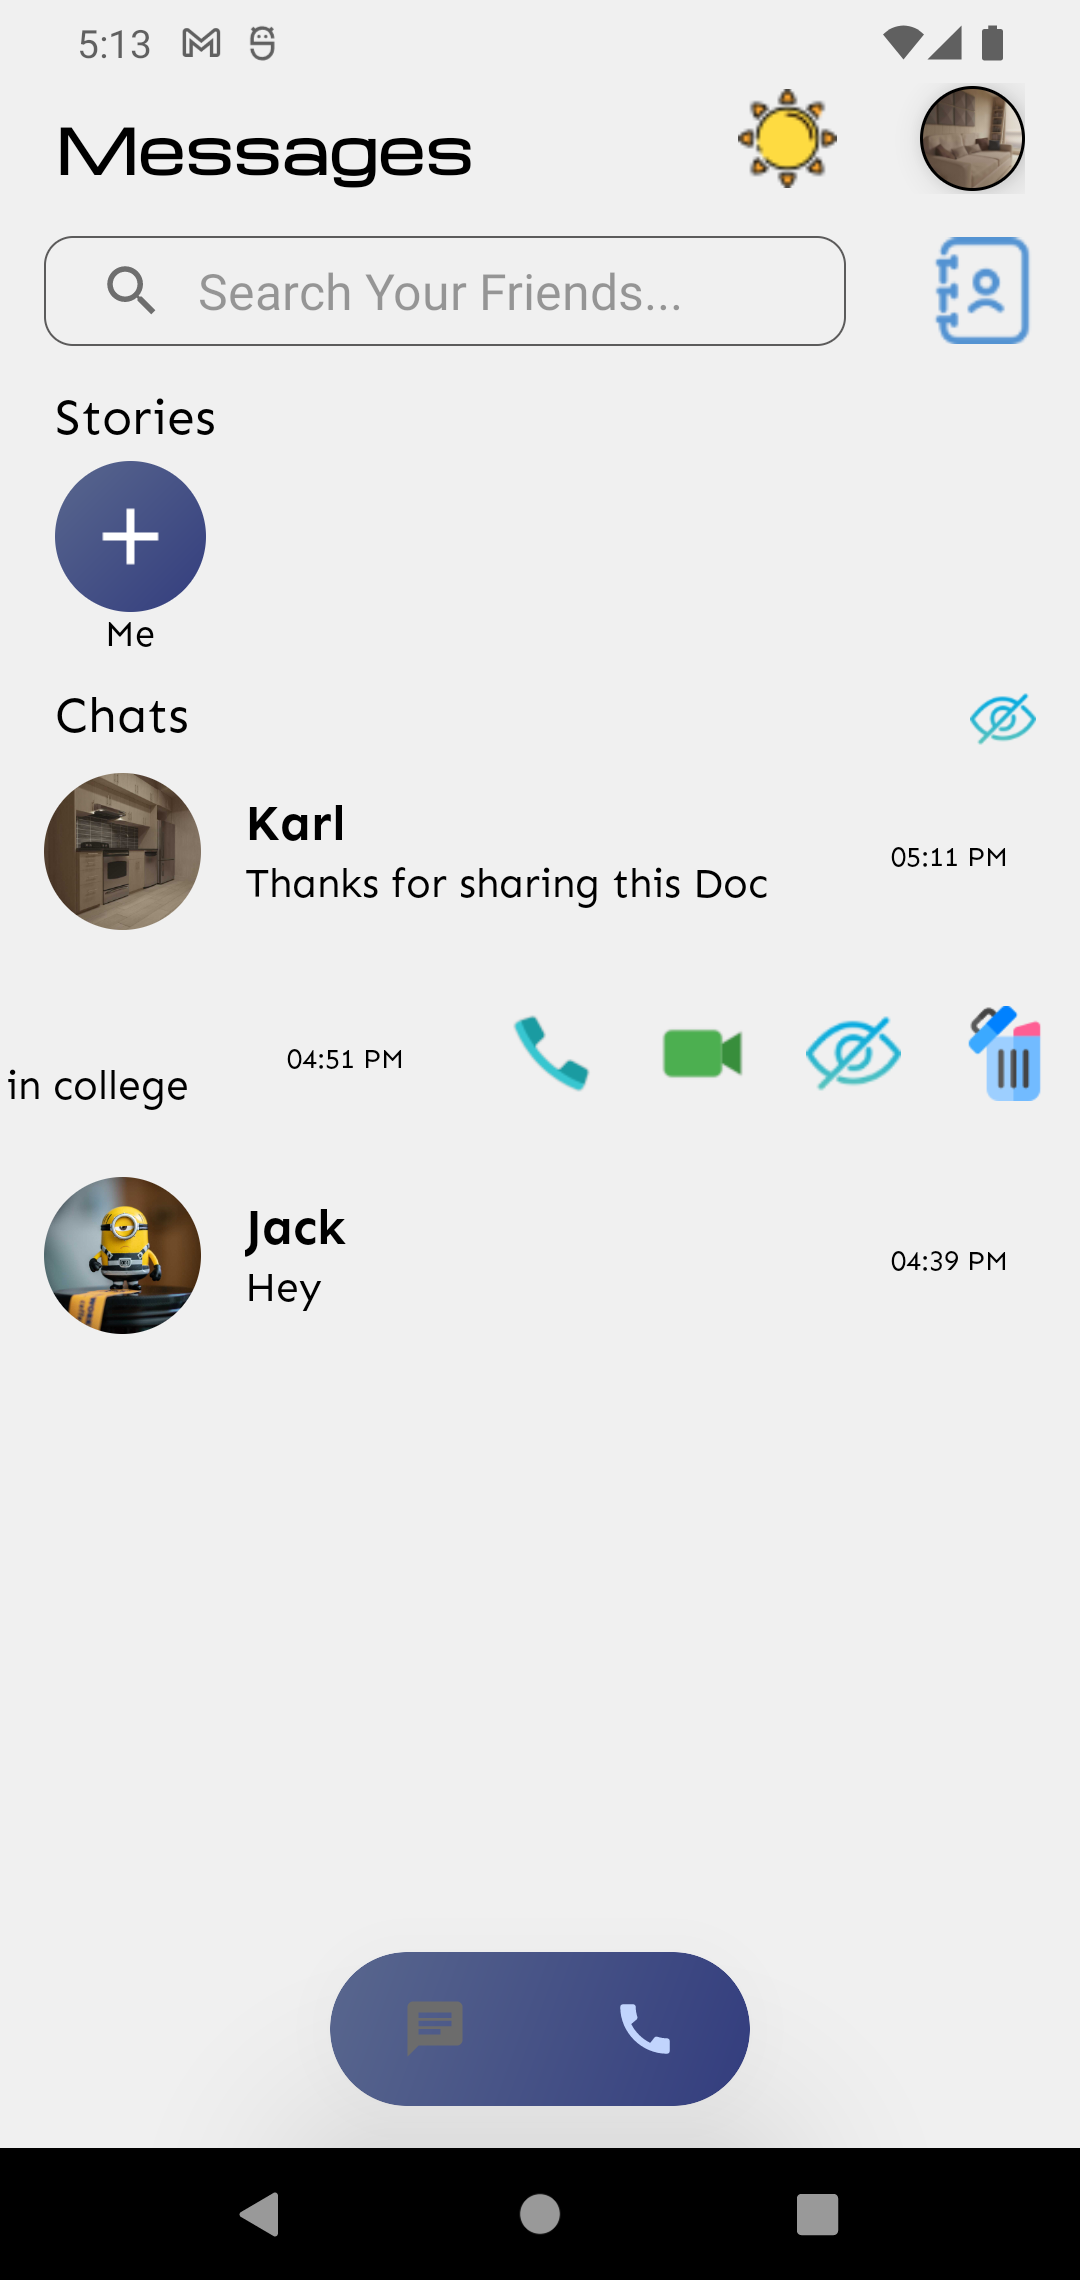 5:13
Messages
Search Your Friends...
Stories
Me
Chats
Karl
Thanks for sharing this Doc
05:11 PM
in college
04:51 PM
Jack
Hey
04:39 PM